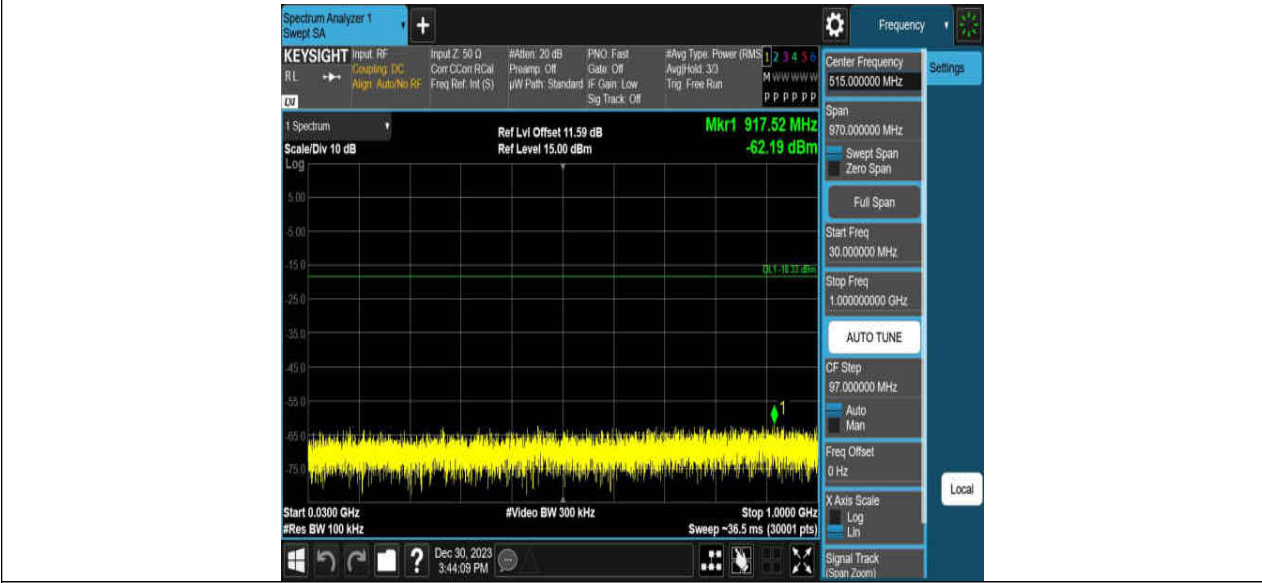 Spectrum Analyzer 1
Swept SA
+
Frequency
KEYSIGHT
RL
LXI
Input: RF
Coupling: DC
Align: Auto/No RF
Input Z: 50 Ω
Corr CCorr RCal
Freq Ref: Int (S)
#Atten: 20 dB
Preamp: Off
µW Path: Standard
PNO: Fast
Gate: Off
IF Gain: Low
Sig Track: Off
#Avg Type: Power (RMS
Avg|Hold: 3/3
Trig: Free Run
1 2 3 4 5 6
M W W W W W
P P P P P P
1 Spectrum
Scale/Div 10 dB
Log
Ref Lvl Offset 11.59 dB
Ref Level 15.00 dBm
Mkr1 917.52 MHz
-62.19 dBm
5.00
-5.00
-15.0
DL1 -18.33 dBm
-25.0
-35.0
-45.0
-55.0
1
-65.0
-75.0
Start 0.0300 GHz
#Res BW 100 kHz
#Video BW 300 kHz
Stop 1.0000 GHz
Sweep ~36.5 ms (30001 pts)
Center Frequency
515.000000 MHz
Span
970.000000 MHz
Swept Span
Zero Span
Full Span
Start Freq
30.000000 MHz
Stop Freq
1.000000000 GHz
AUTO TUNE
CF Step
97.000000 MHz
Auto
Man
Freq Offset
0 Hz
X Axis Scale
Log
Lin
Signal Track
(Span Zoom)
Settings
Local
?
Dec 30, 2023
3:44:09 PM